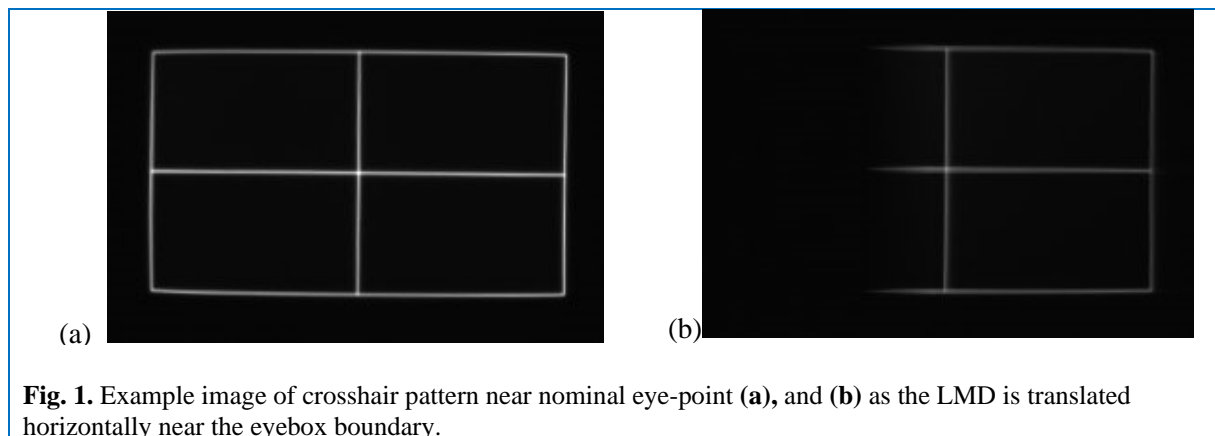 (a)
(b)
Fig. 1. Example image of crosshair pattern near nominal eye-point (a), and (b) as the LMD is translated
horizontally near the eyebox boundary.